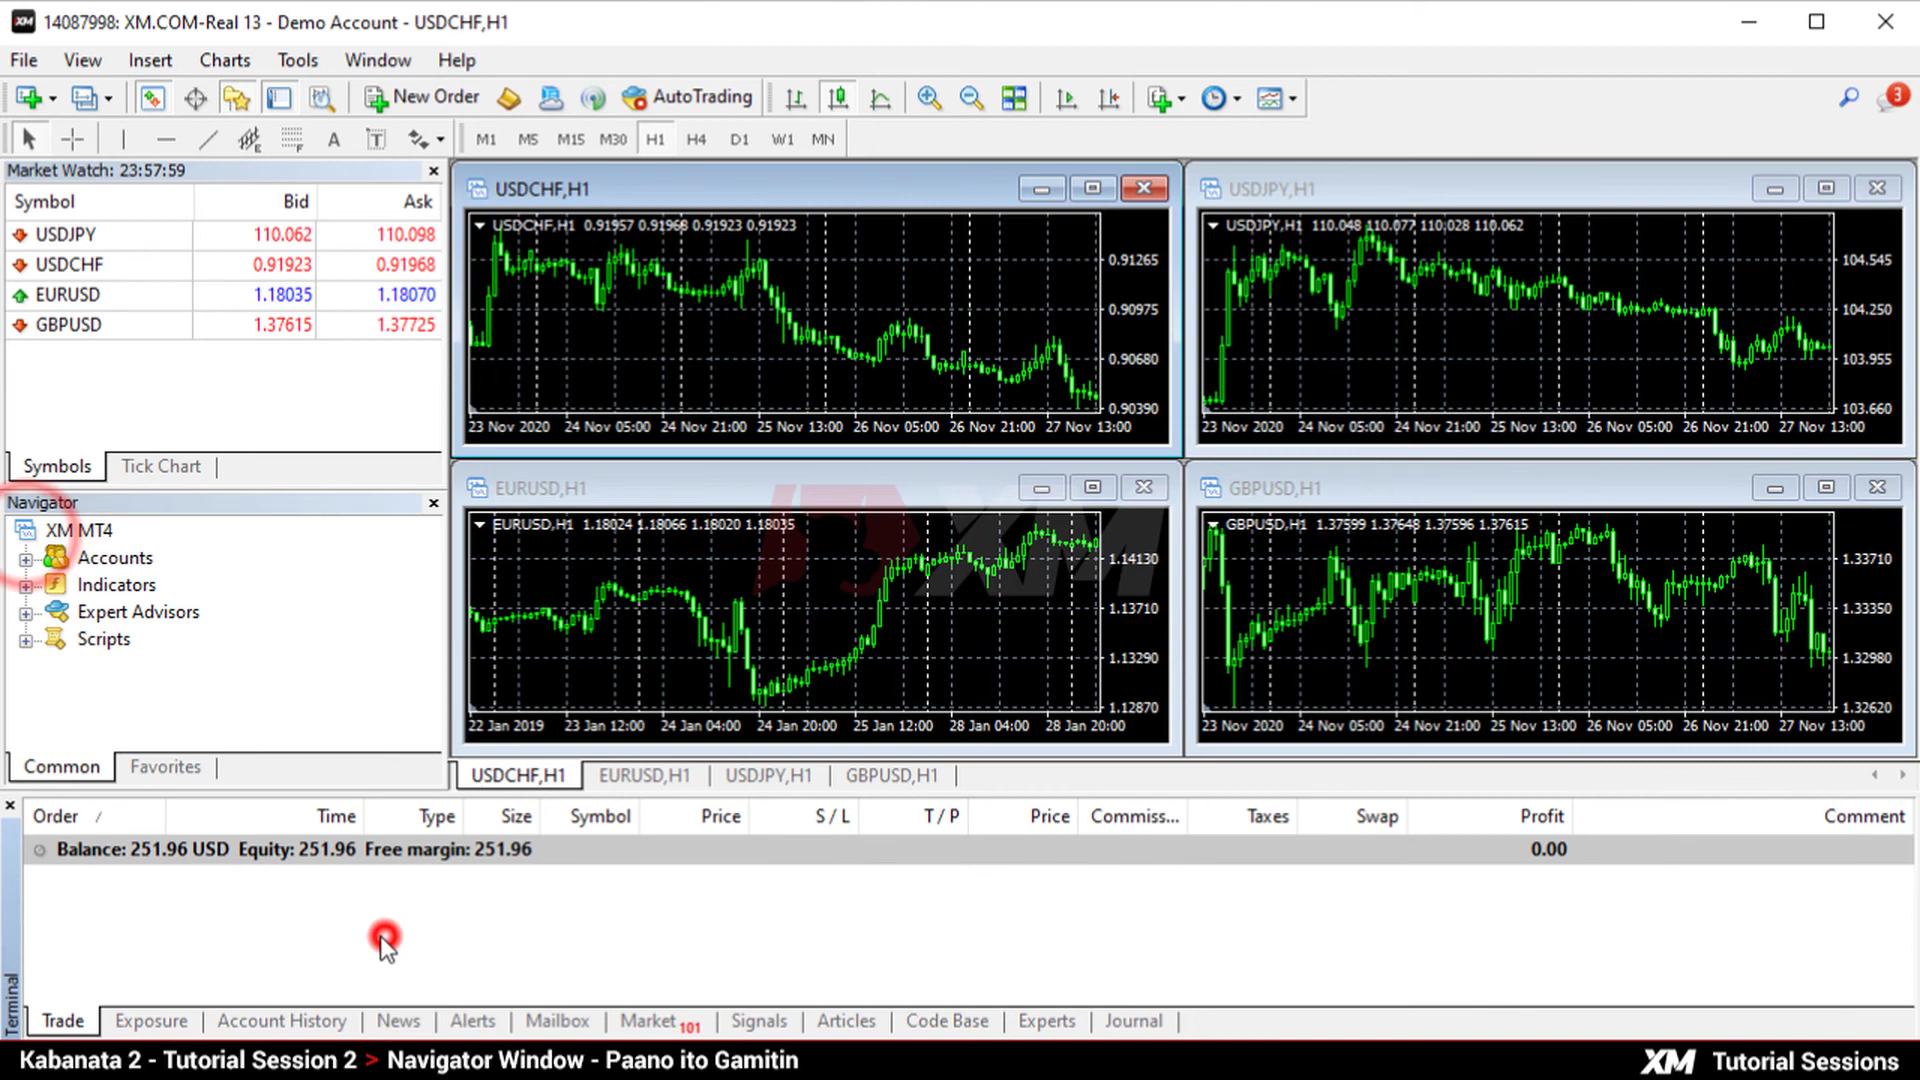 14087998: XM.COM-Real 13 - Demo Account - USDCHF,H1
File View Insert Charts Tools Window Help
New Order AutoTrading 3
M1 M5 M15 M30 H1 H4 D1 W1 MN
Market Watch: 23:57:59
Symbol Bid Ask
USDJPY 110.062 110.098
USDCHF 0.91923 0.91968
EURUSD 1.18035 1.18070
GBPUSD 1.37615 1.37725
Symbols Tick Chart
Navigator
XM MT4
Accounts
Indicators
Expert Advisors
Scripts
Common Favorites
USDCHF,H1
USDCHF,H1 0.91957 0.91968 0.91923 0.91923
0.91265
0.90975
0.90680
0.90390
23 Nov 2020 24 Nov 05:00 24 Nov 21:00 25 Nov 13:00 26 Nov 05:00 26 Nov 21:00 27 Nov 13:00
USDJPY,H1
USDJPY,H1 110.048 110.077 110.028 110.062
104.545
104.250
103.955
103.660
23 Nov 2020 24 Nov 05:00 24 Nov 21:00 25 Nov 13:00 26 Nov 05:00 26 Nov 21:00 27 Nov 13:00
EURUSD,H1
EURUSD,H1 1.18024 1.18066 1.18020 1.18035
1.14130
1.13710
1.13290
1.12870
22 Jan 2019 23 Jan 12:00 24 Jan 04:00 24 Jan 20:00 25 Jan 12:00 28 Jan 04:00 28 Jan 20:00
GBPUSD,H1
GBPUSD,H1 1.37599 1.37648 1.37596 1.37615
1.33710
1.33350
1.32980
1.32620
23 Nov 2020 24 Nov 05:00 24 Nov 21:00 25 Nov 13:00 26 Nov 05:00 26 Nov 21:00 27 Nov 13:00
XM
USDCHF,H1 EURUSD,H1 USDJPY,H1 GBPUSD,H1
Order / Time Type Size Symbol Price S / L T / P Price Commiss... Taxes Swap Profit Comment
Balance: 251.96 USD Equity: 251.96 Free margin: 251.96 0.00
Terminal
Trade Exposure Account History News Alerts Mailbox Market 101 Signals Articles Code Base Experts Journal
Kabanata 2 - Tutorial Session 2 > Navigator Window - Paano ito Gamitin
XM Tutorial Sessions